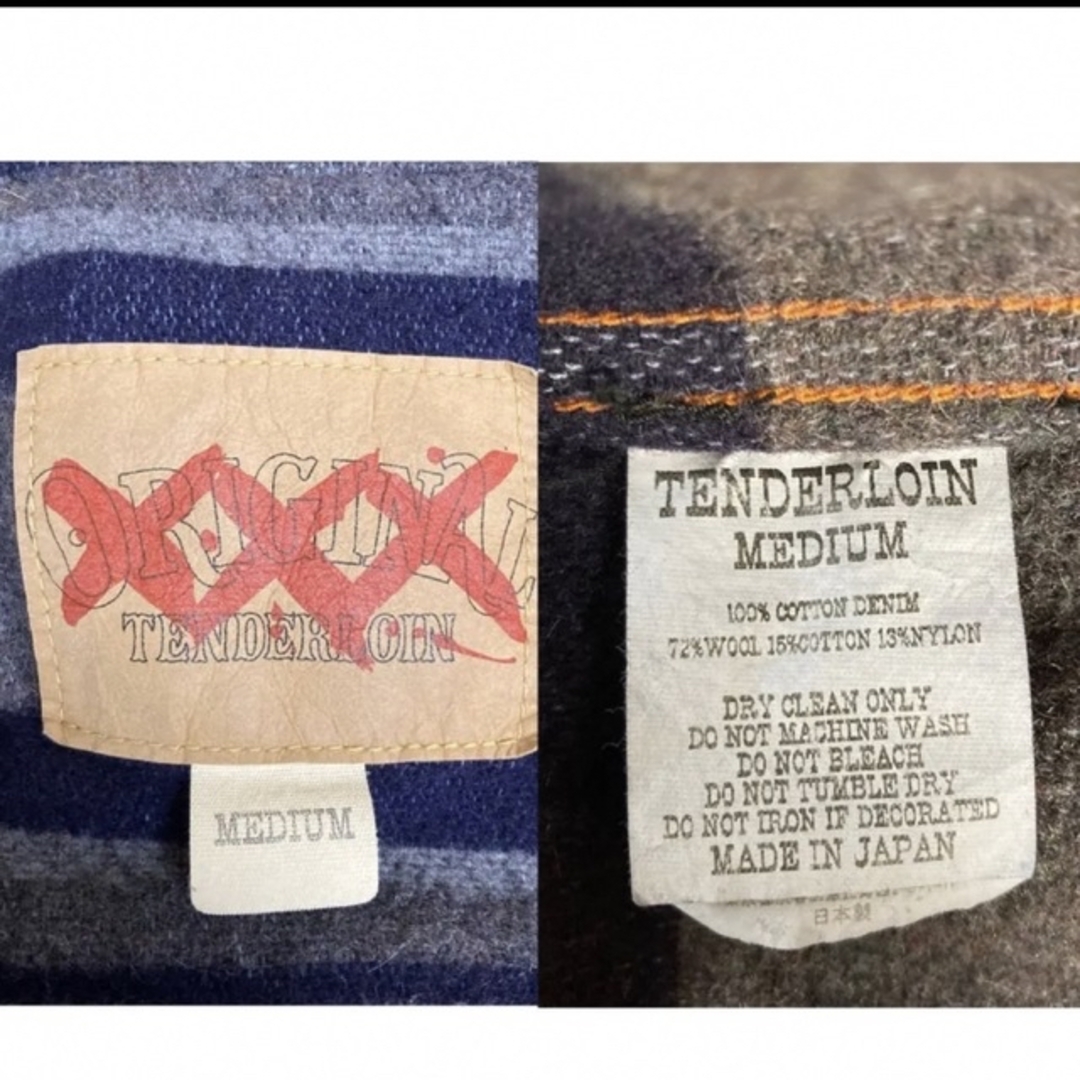 ORIGINAL
XXX
TENDERLOIN
MEDIUM
TENDERLOIN
MEDIUM
100% COTTON DENIM
72%WOOL 15%COTTON 13%NYLON
DRY CLEAN ONLY
DO NOT MACHINE WASH
DO NOT BLEACH
DO NOT TUMBLE DRY
DO NOT IRON IF DECORATED
MADE IN JAPAN
日本製